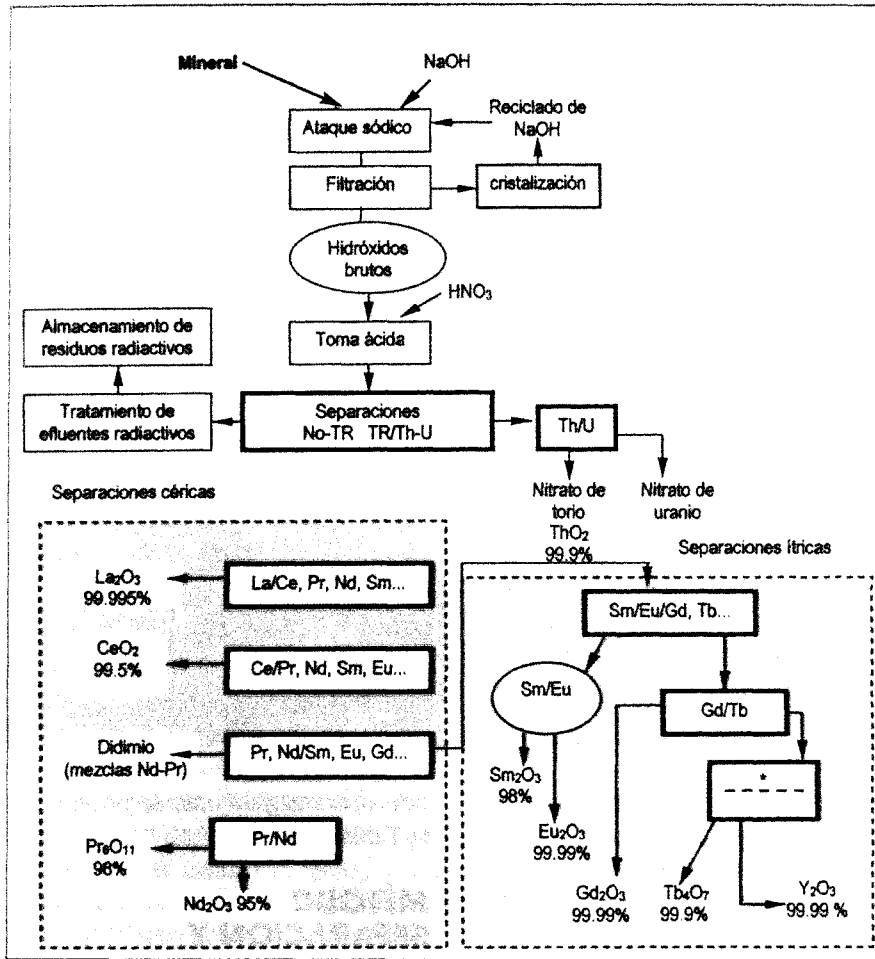 Mineral
NaOH
Ataque sódico
Reciclado de
NaOH
Filtración
cristalización
Hidróxidos
brutos
HNO₃
Toma ácida
Almacenamiento de
residuos radiactivos
Tratamiento de
efluentes radiactivos
Separaciones
No-TR TR/Th-U
Th/U
Nitrato de
torio
ThO₂
99.9%
Nitrato de
uranio
Separaciones céricas
Separaciones ítricas
La₂O₃
99.995%
La/Ce, Pr, Nd, Sm...
CeO₂
99.5%
Ce/Pr, Nd, Sm, Eu...
Didimio
(mezclas Nd-Pr)
Pr, Nd/Sm, Eu, Gd...
Pr₆O₁₁
98%
Pr/Nd
Nd₂O₃ 95%
Sm/Eu/Gd, Tb...
Sm/Eu
Gd/Tb
*
Sm₂O₃
98%
Eu₂O₃
99.99%
Gd₂O₃
99.99%
Tb₄O₇
99.9%
Y₂O₃
99.99 %